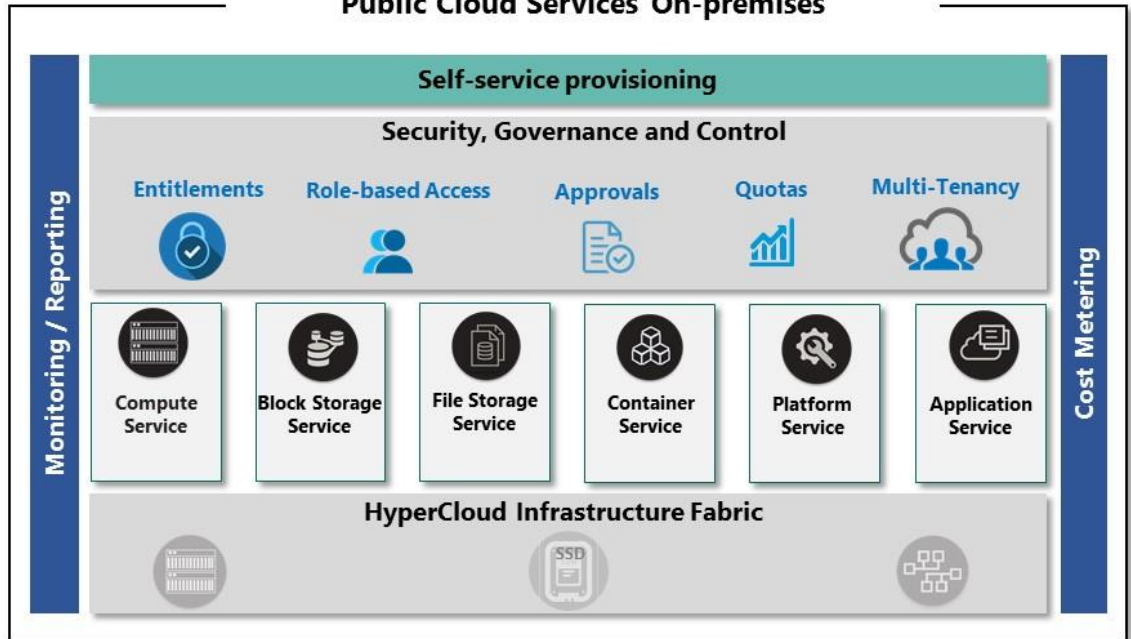 Public Cloud Services On-premises
Self-service provisioning
Security, Governance and Control
Entitlements
Role-based Access
Approvals
Quotas
Multi-Tenancy
Monitoring / Reporting
Cost Metering
Compute
Service
Block Storage
Service
File Storage
Service
Container
Service
Platform
Service
Application
Service
HyperCloud Infrastructure Fabric
SSD